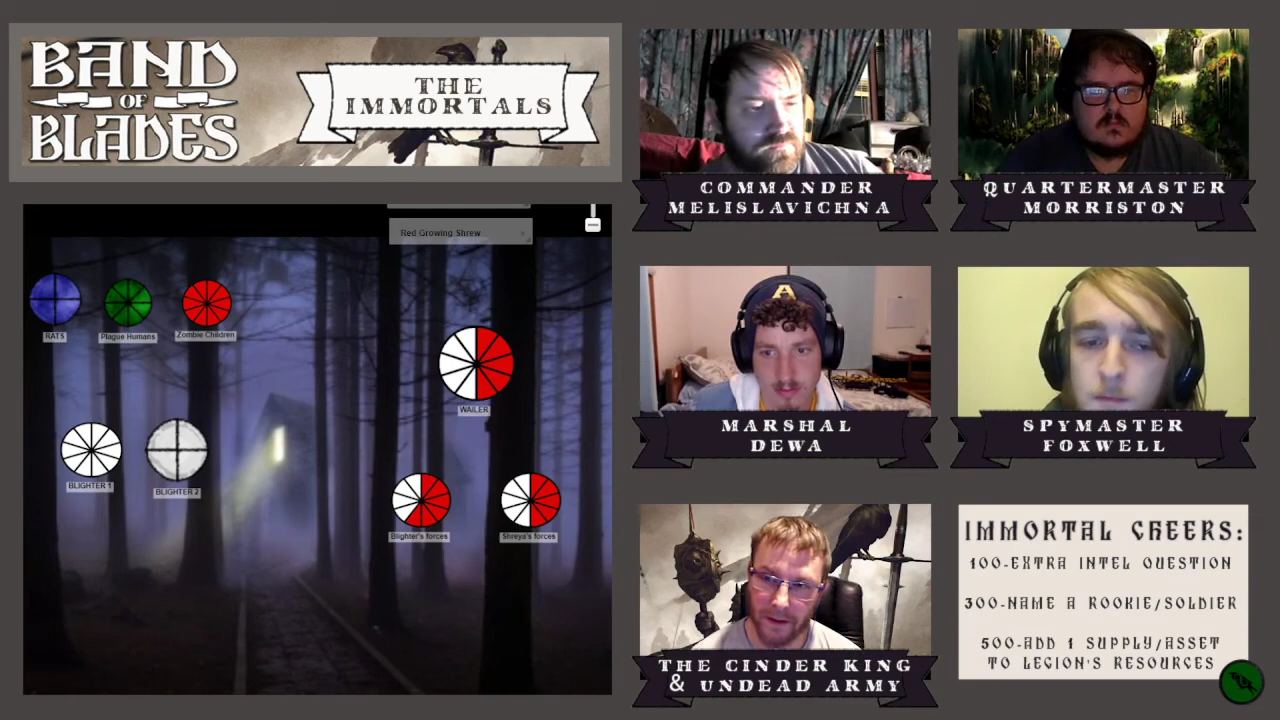 BAND
OF
BLADES
THE
IMMORTALS
COMMANDER
MELISLAVICHNA
QUARTERMASTER
MORRISTON
Red Growing Shrew
RATS
Plague Humans
Zombie Children
WAILER
BLIGHTER 1
BLIGHTER 2
Blighter's forces
Shreya's forces
A
MARSHAL
DEWA
SPYMASTER
FOXWELL
THE CINDER KING
& UNDEAD ARMY
IMMORTAL CHEERS:
100-EXTRA INTEL QUESTION
300-NAME A ROOKIE/SOLDIER
500-ADD 1 SUPPLY/ASSET
TO LEGION'S RESOURCES